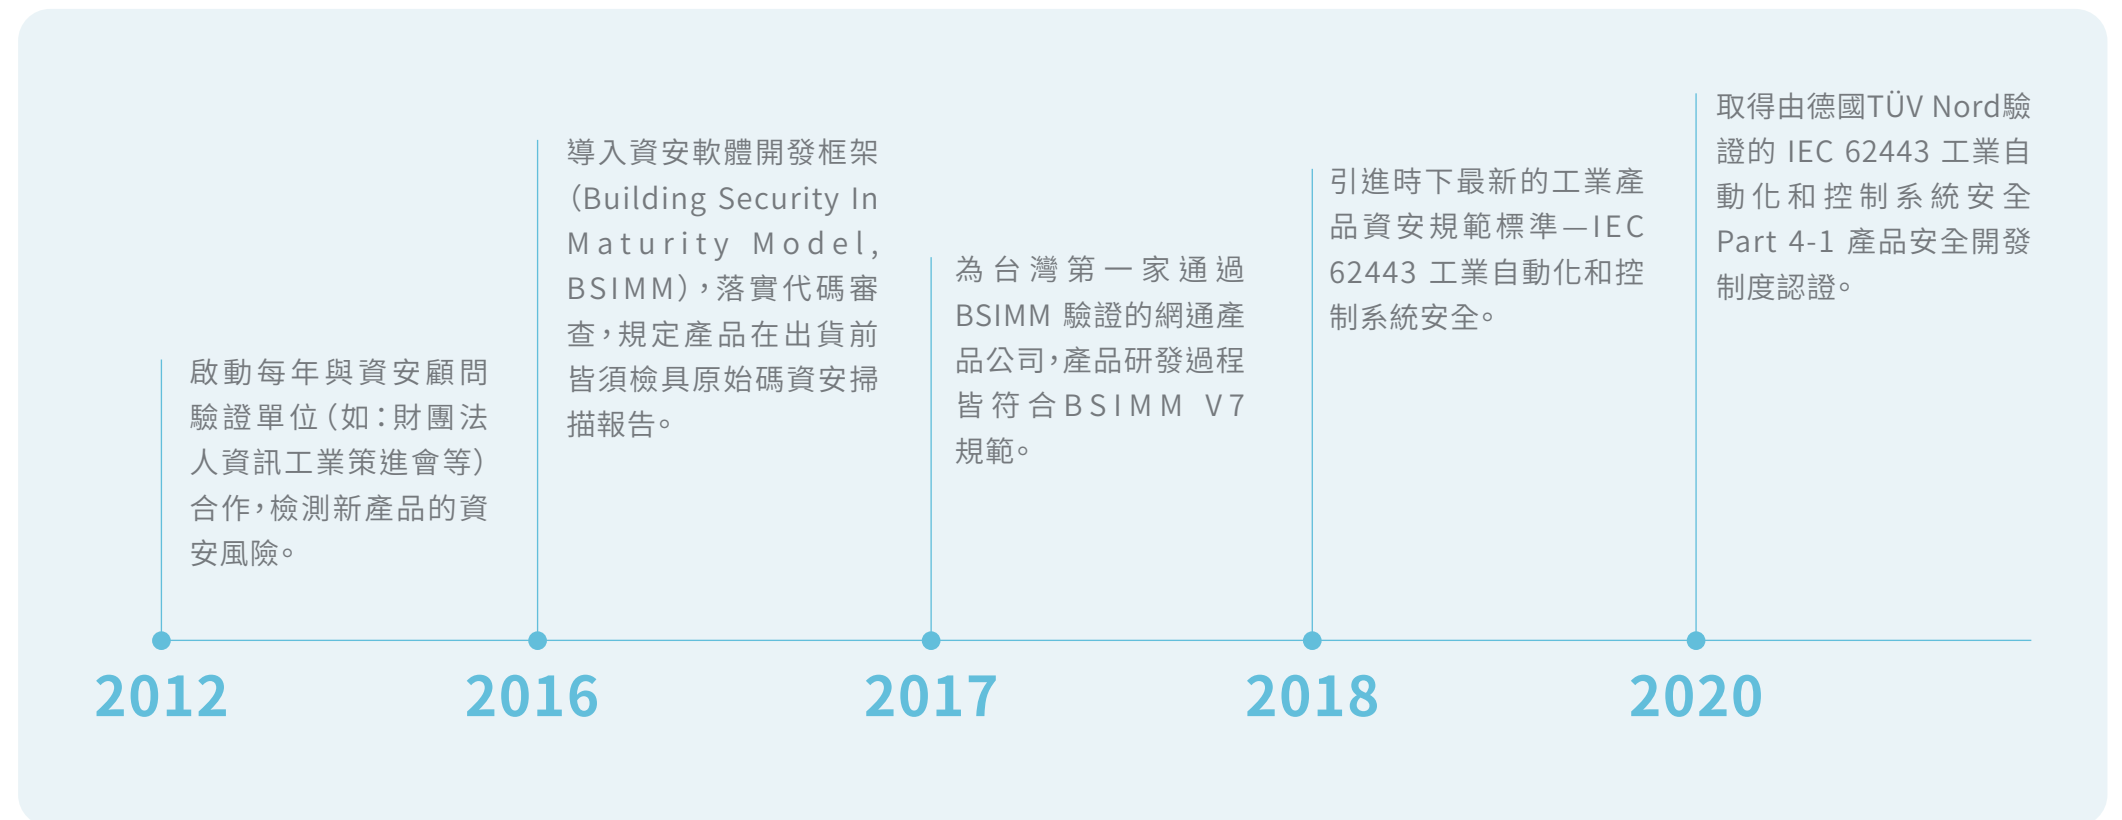 啟動每年與資安顧問
驗證單位（如：財團法
人資訊工業策進會等）
合作，檢測新產品的資
安風險。
2012
導入資安軟體開發框架
（Building Security In
Maturity Model,
BSIMM），落實代碼審
查，規定產品在出貨前
皆須檢具原始碼資安掃
描報告。
2016
為台灣第一家通過
BSIMM 驗證的網通產
品公司，產品研發過程
皆符合BSIMM V7
規範。
2017
引進時下最新的工業產
品資安規範標準—IEC
62443 工業自動化和控
制系統安全。
2018
取得由德國TÜV Nord驗
證的 IEC 62443 工業自
動化和控制系統安全
Part 4-1 產品安全開發
制度認證。
2020